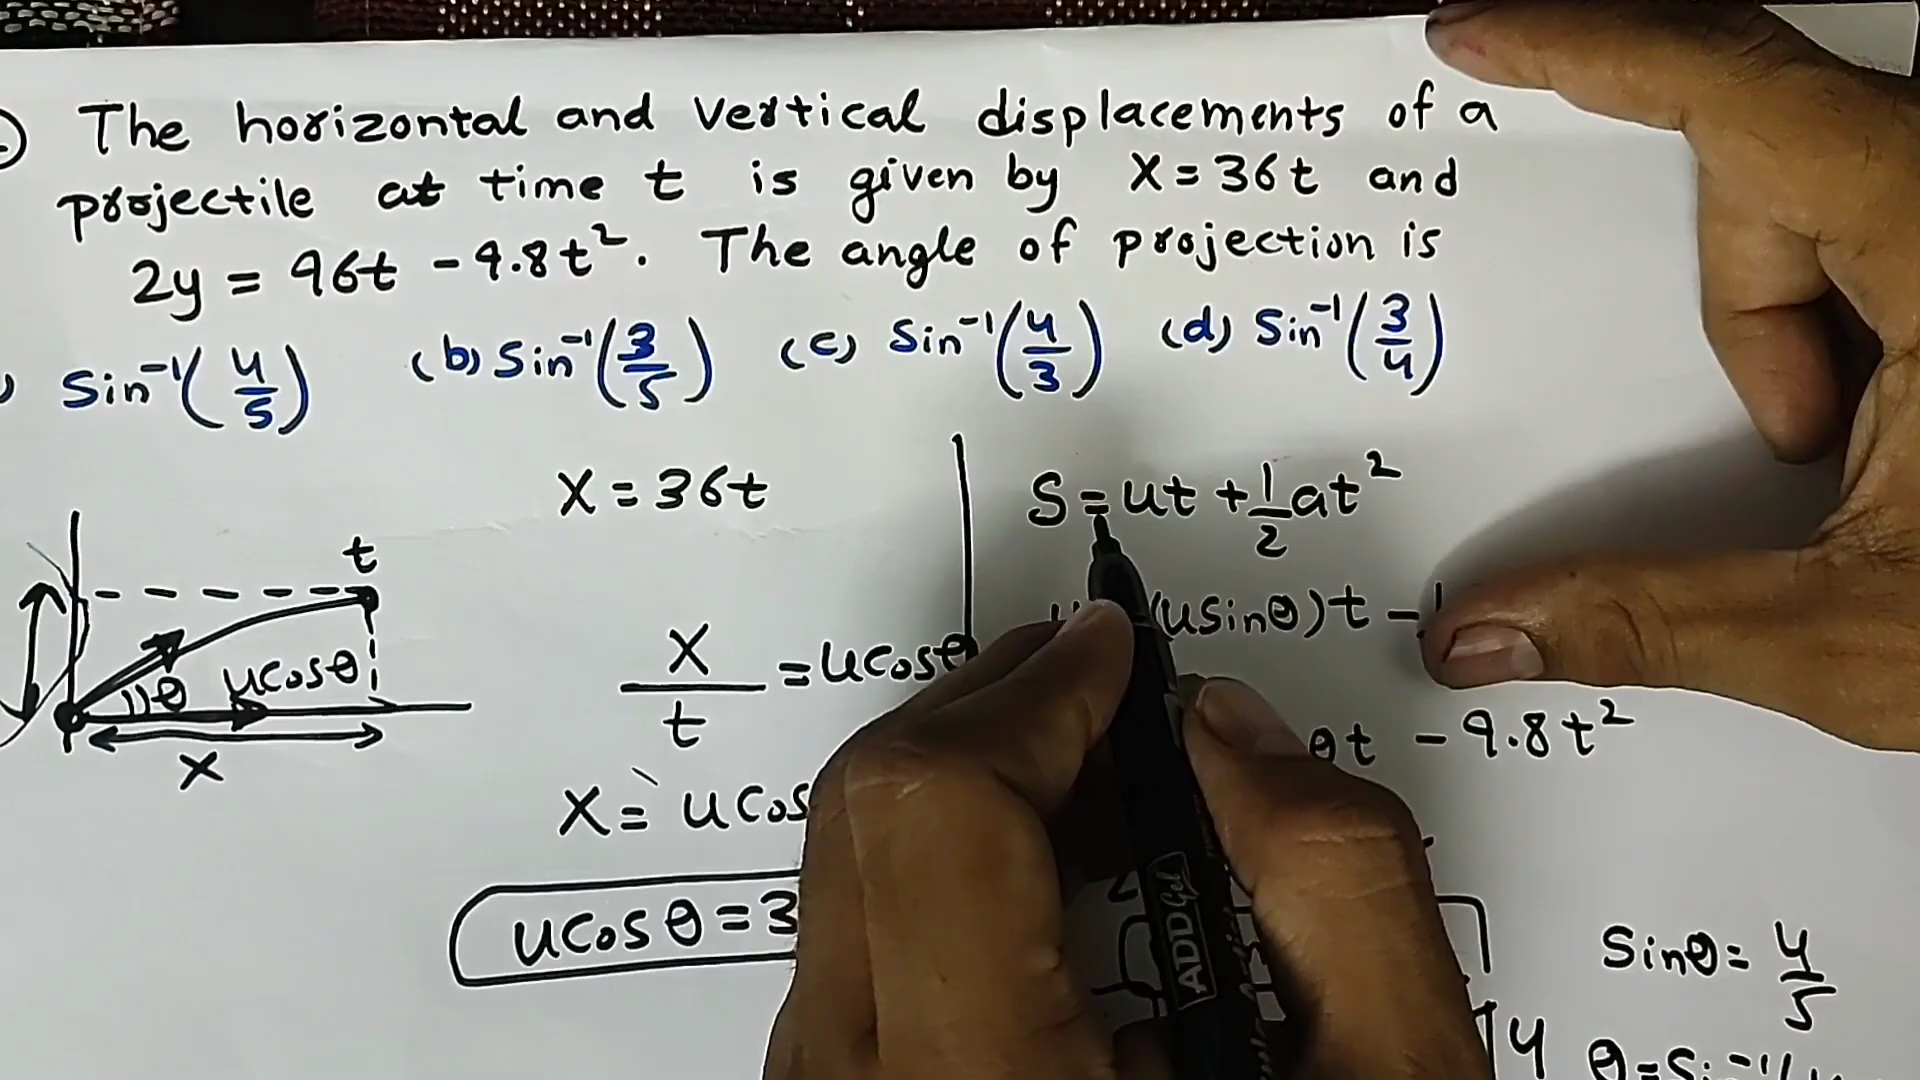 The horizontal and Vertical displacements of a
projectile at time t is given by X=36t and
2y = 96t - 9.8t². The angle of projection is
Sin⁻¹(4/5) (b) Sin⁻¹(3/5) (c) Sin⁻¹(4/3) (d) Sin⁻¹(3/4)
X = 36t
S = ut + 1/2 at²
t
θ
ucosθ
x
X/t = ucosθ
X = ucos
ucosθ = 3
(usinθ)t -
θt - 9.8t²
ADD Gel
Sinθ = 4/5
4